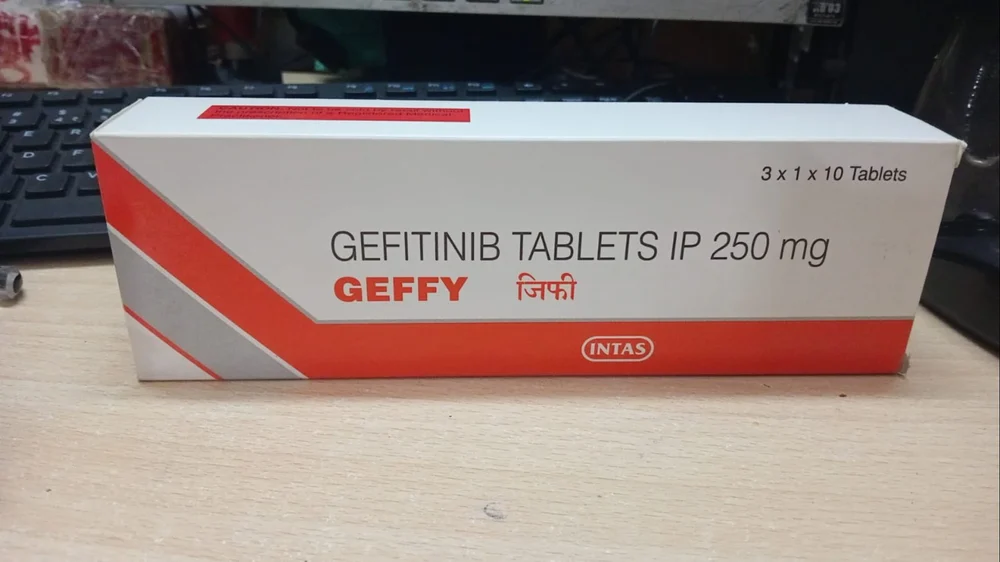 3 x 1 x 10 Tablets
GEFITINIB TABLETS IP 250 mg
GEFFY जिफी
INTAS
D
F
C
V